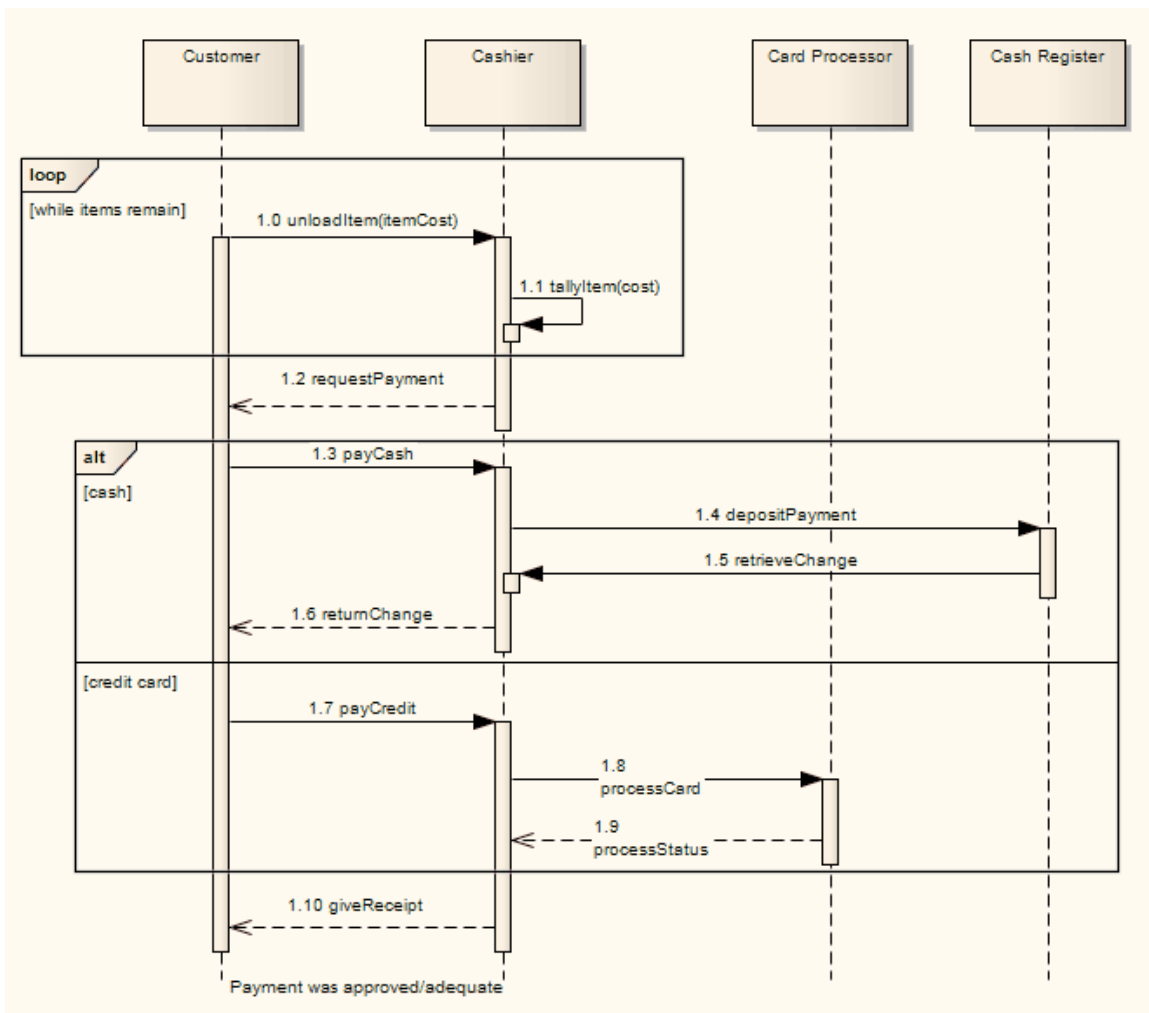 Customer
Cashier
Card Processor
Cash Register
loop
[while items remain]
1.0 unloadItem(itemCost)
1.1 tallyItem(cost)
1.2 requestPayment
alt
1.3 payCash
[cash]
1.4 depositPayment
1.5 retrieveChange
1.6 returnChange
[credit card]
1.7 payCredit
1.8
processCard
1.9
processStatus
1.10 giveReceipt
Payment was approved/adequate